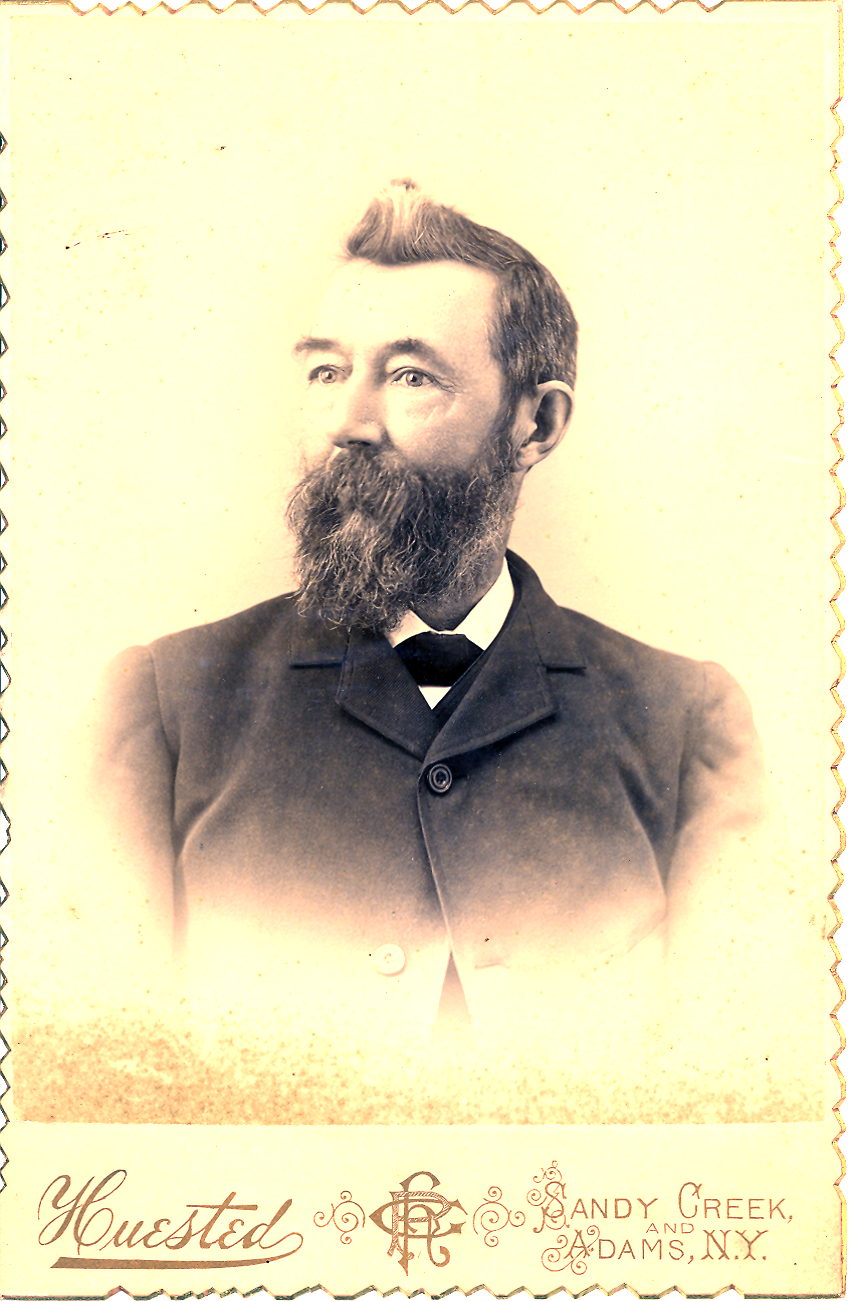 Huested
SANDY CREEK,
AND
ADAMS, N.Y.